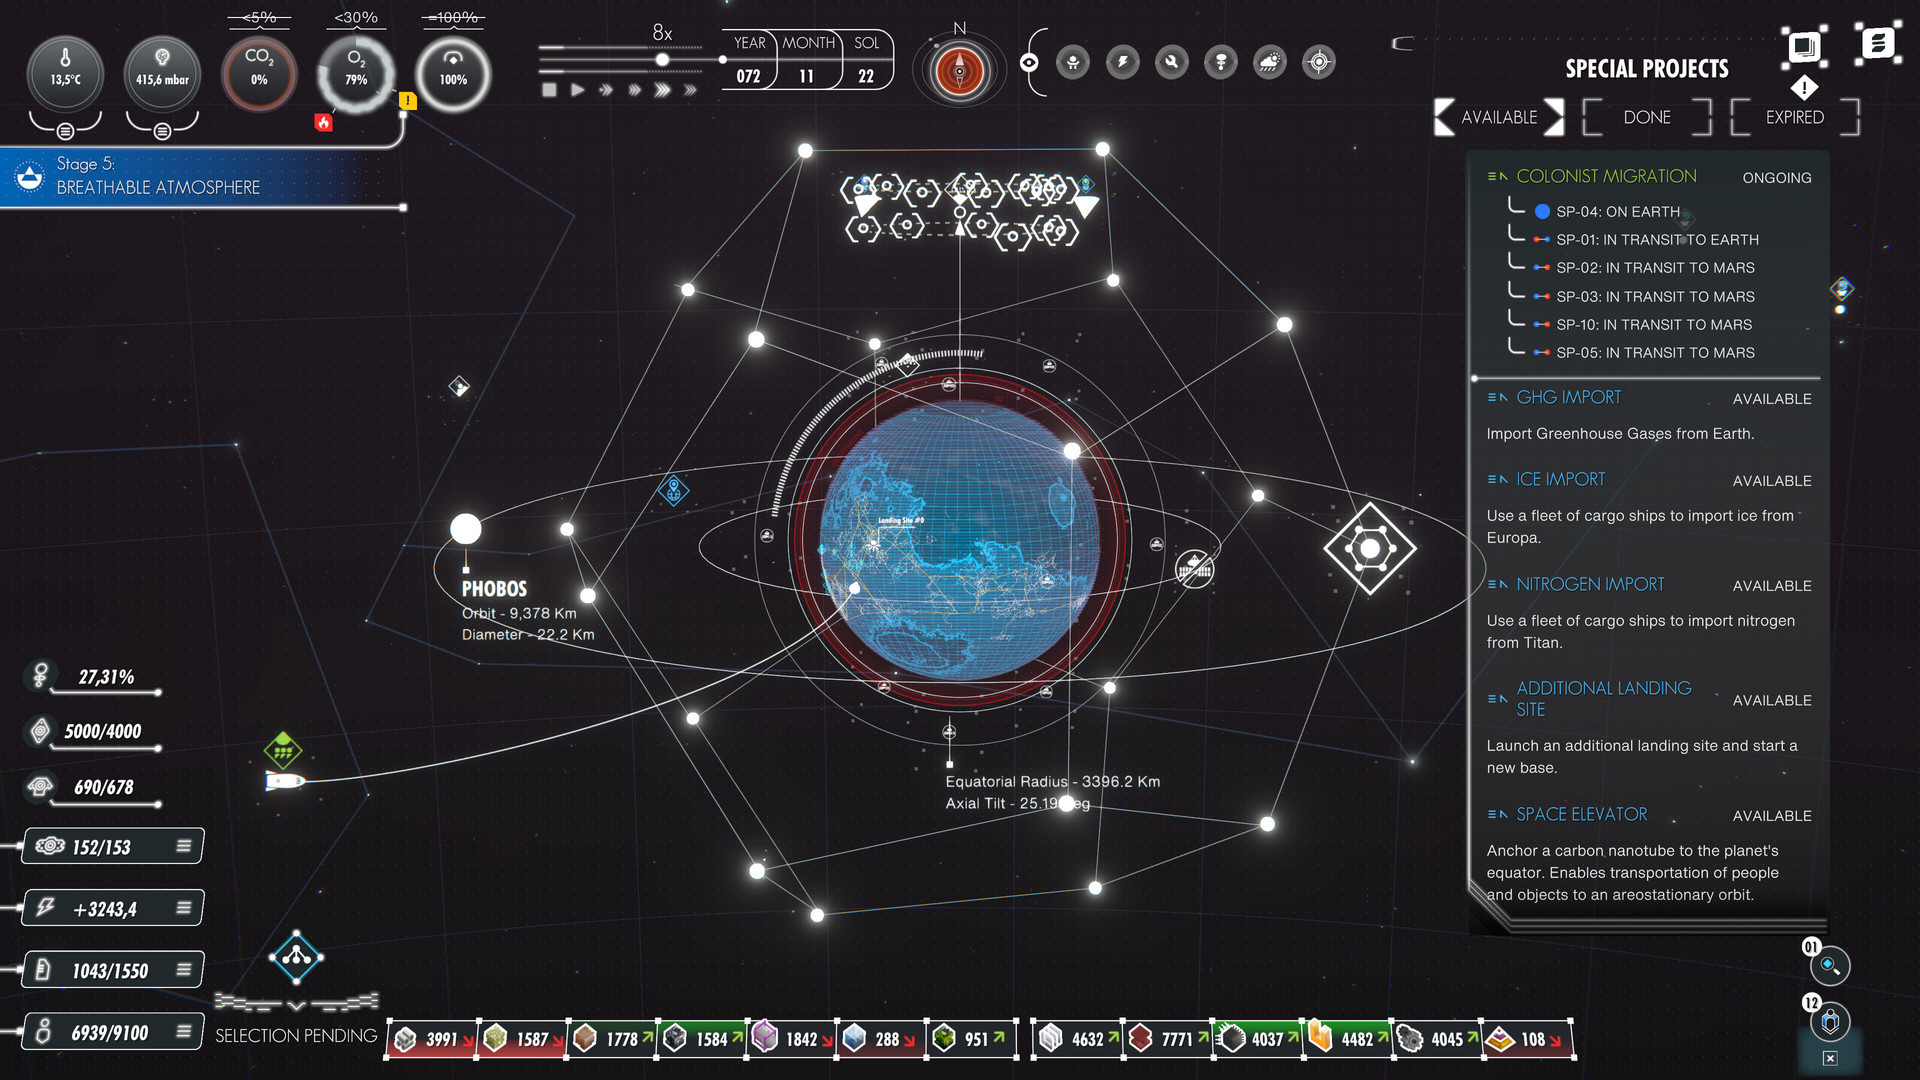 <5%
<30%
=100%
CO2
0%
O2
79%
13,5°C
415,6 mbar
100%
8x
YEAR
MONTH
SOL
072
11
22
N
Stage 5:
BREATHABLE ATMOSPHERE
SPECIAL PROJECTS
AVAILABLE
DONE
EXPIRED
COLONIST MIGRATION ONGOING
SP-04: ON EARTH
SP-01: IN TRANSIT TO EARTH
SP-02: IN TRANSIT TO MARS
SP-03: IN TRANSIT TO MARS
SP-10: IN TRANSIT TO MARS
SP-05: IN TRANSIT TO MARS
GHG IMPORT AVAILABLE
Import Greenhouse Gases from Earth.
ICE IMPORT AVAILABLE
Use a fleet of cargo ships to import ice from
Europa.
NITROGEN IMPORT AVAILABLE
Use a fleet of cargo ships to import nitrogen
from Titan.
ADDITIONAL LANDING
SITE AVAILABLE
Launch an additional landing site and start a
new base.
SPACE ELEVATOR AVAILABLE
Anchor a carbon nanotube to the planet's
equator. Enables transportation of people
and objects to an areostationary orbit.
Landing Site #0
PHOBOS
Orbit - 9,378 Km
Diameter - 22.2 Km
Equatorial Radius - 3396.2 Km
Axial Tilt - 25.19
27,31%
5000/4000
690/678
152/153
+3243,4
1043/1550
6939/9100
SELECTION PENDING
3991
1587
1778
1584
1842
288
951
4632
7771
4037
4482
4045
108
01
12